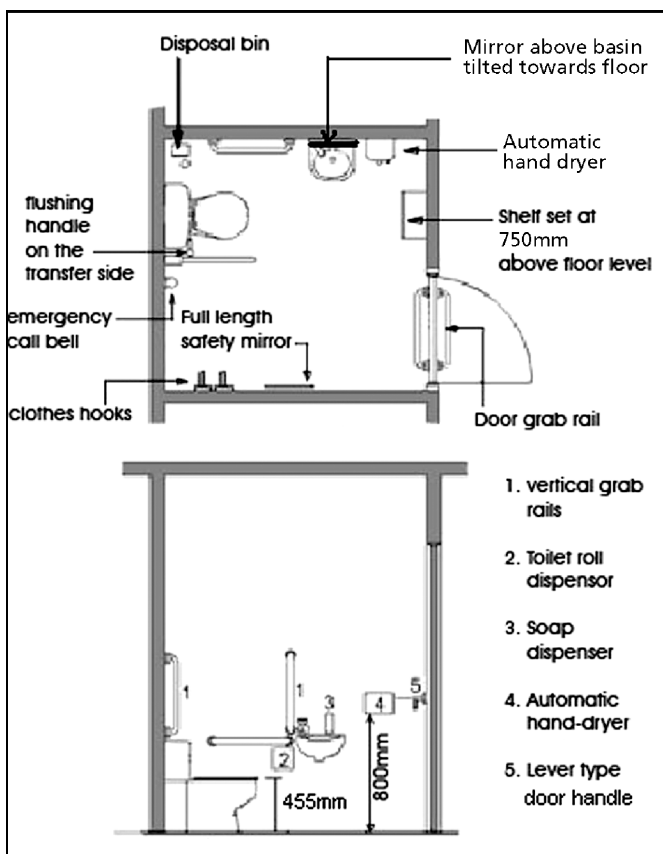 Disposal bin
Mirror above basin
tilted towards floor
Automatic
hand dryer
flushing
handle
on the
transfer side
Shelf set at
750mm
above floor level
emergency
call bell
Full length
safety mirror
clothes hooks
Door grab rail
1. vertical grab
rails
2. Toilet roll
dispensor
3. Soap
dispenser
4. Automatic
hand-dryer
5. Lever type
door handle
1
1
2
3
4
5
455mm
800mm